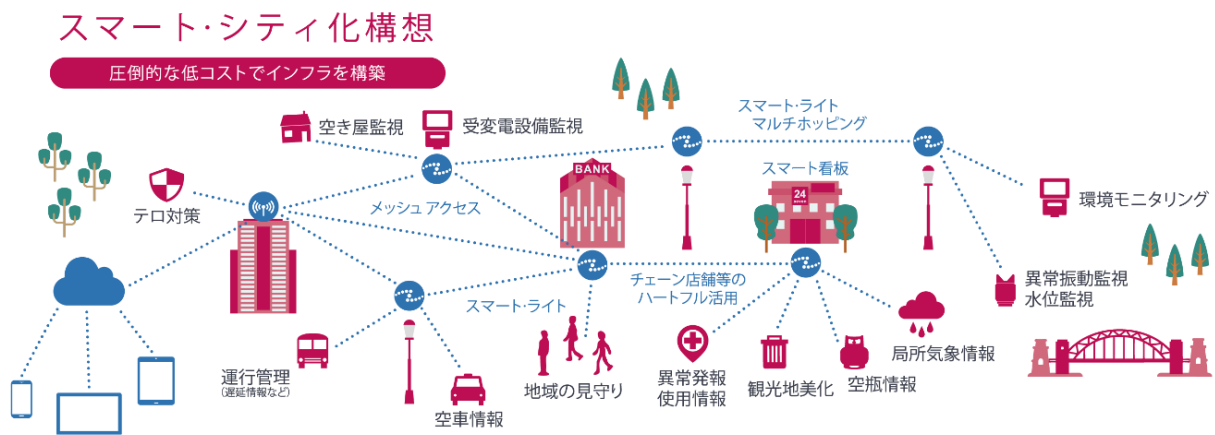 スマート・シティ化構想
圧倒的な低コストでインフラを構築
空き屋監視
受変電設備監視
スマート・ライト
マルチホッピング
BANK
スマート看板
24
テロ対策
メッシュ アクセス
環境モニタリング
チェーン店舗等の
ハートフル活用
スマート・ライト
異常振動監視
水位監視
運行管理
(遅延情報など)
空車情報
地域の見守り
異常発報
使用情報
観光地美化
空瓶情報
局所気象情報